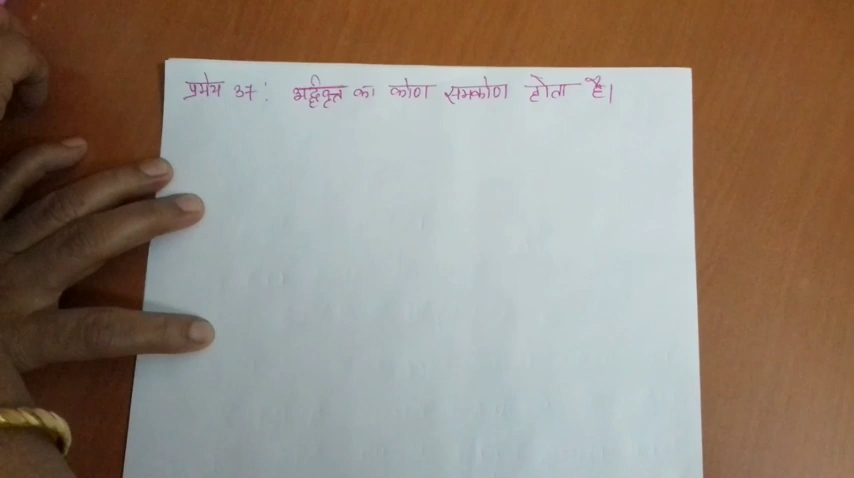 प्रमेय 37: अर्द्धवृत्त का कोण समकोण होता है।